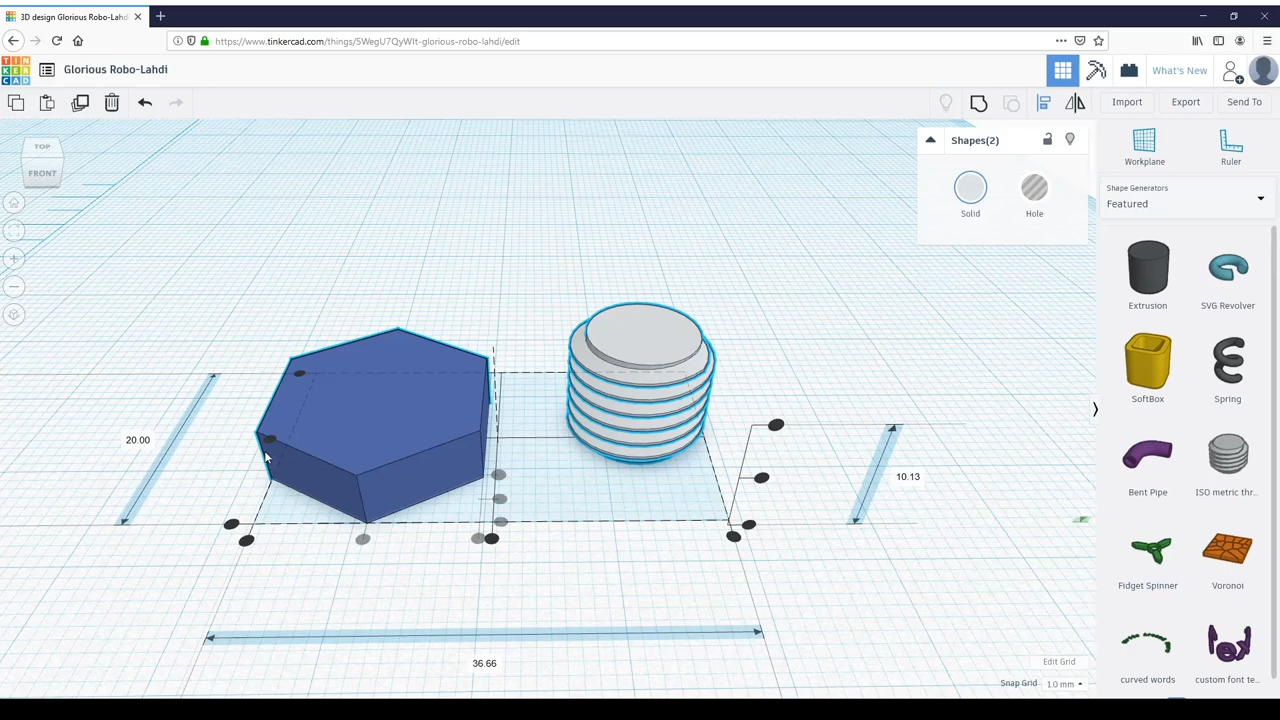 3D design Glorious Robo-Lahdi
https://www.tinkercad.com/things/5WegU7QyWIt-glorious-robo-lahdi/edit
TIN
KER
CAD
Glorious Robo-Lahdi
What's New
Import
Export
Send To
TOP
FRONT
Shapes(2)
Solid
Hole
Workplane
Ruler
Shape Generators
Featured
Extrusion
SVG Revolver
SoftBox
Spring
Bent Pipe
ISO metric thr...
Fidget Spinner
Voronoi
curved words
custom font te...
20.00
10.13
36.66
Edit Grid
Snap Grid
1.0 mm